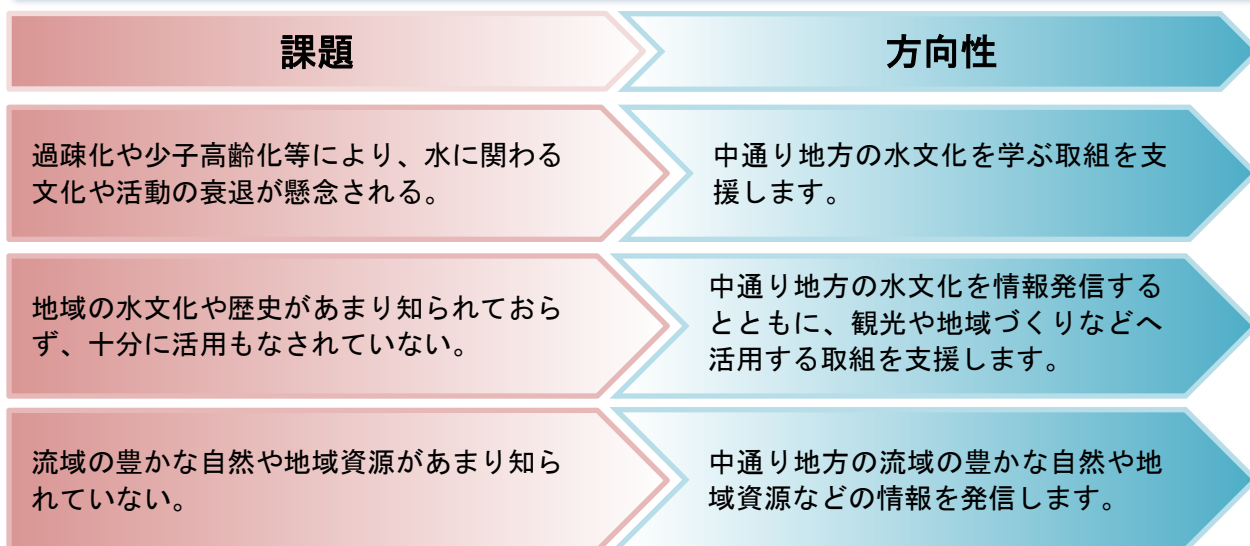 課題
方向性
過疎化や少子高齢化等により、水に関わる
文化や活動の衰退が懸念される。
中通り地方の水文化を学ぶ取組を支
援します。
地域の水文化や歴史があまり知られておら
ず、十分に活用もなされていない。
中通り地方の水文化を情報発信する
とともに、観光や地域づくりなどへ
活用する取組を支援します。
流域の豊かな自然や地域資源があまり知ら
れていない。
中通り地方の流域の豊かな自然や地
域資源などの情報を発信します。